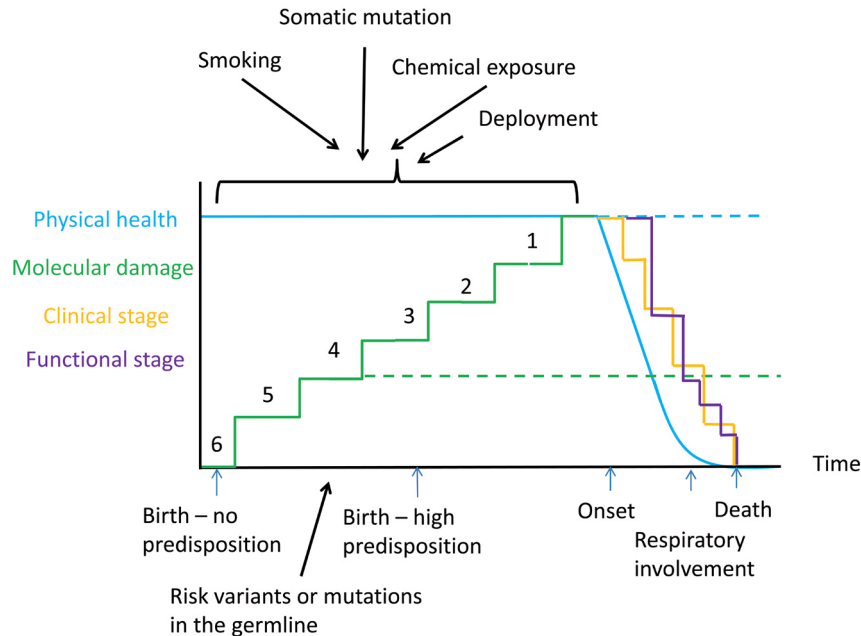 Somatic mutation
Smoking
Chemical exposure
Deployment
Physical health
Molecular damage
Clinical stage
Functional stage
1
2
3
4
5
6
Time
Birth – no
predisposition
Birth – high
predisposition
Onset
Death
Respiratory
involvement
Risk variants or mutations
in the germline